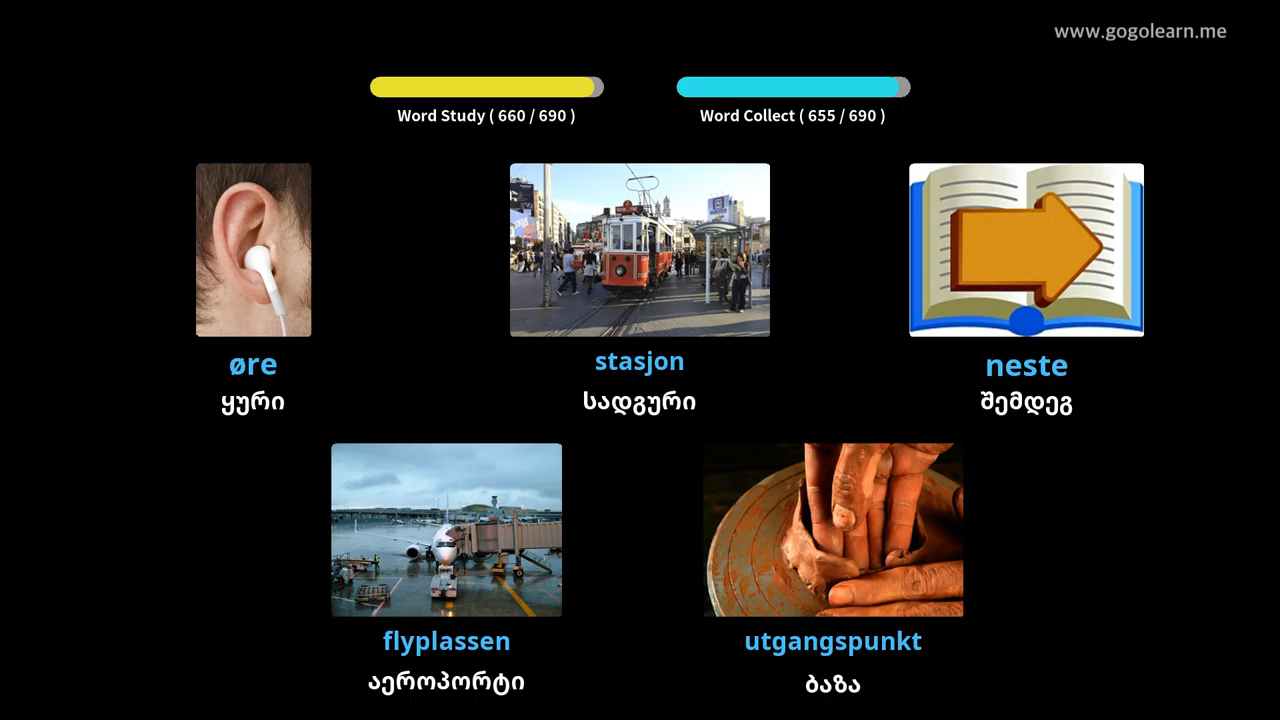 www.gogolearn.me
Word Study ( 660 / 690 )
Word Collect ( 655 / 690 )
øre
ყური
stasjon
სადგური
neste
შემდეგ
flyplassen
აეროპორტი
utgangspunkt
ბაზა